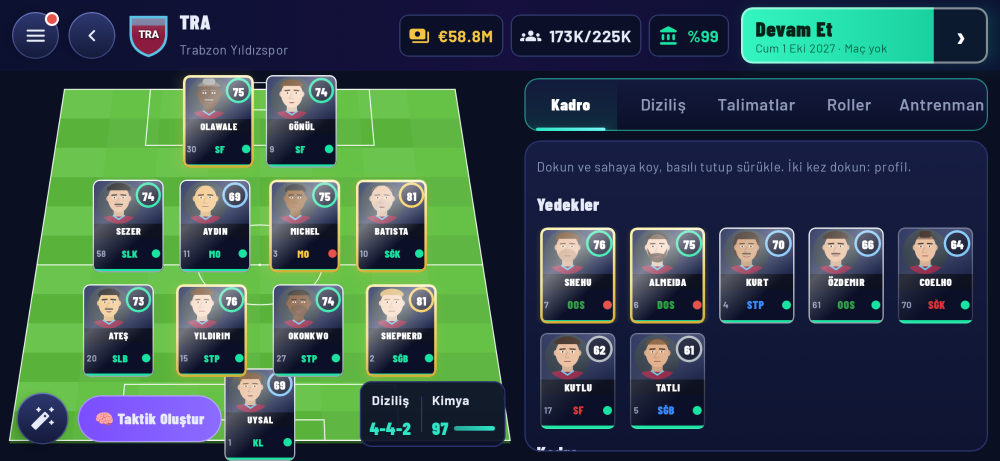 TRA
TRA
Trabzon Yıldızspor
€58.8M
173K/225K
%99
Devam Et
Cum 1 Eki 2027 · Maç yok
75
OLAWALE
30 SF
74
GÖNÜL
9 SF
74
SEZER
58 SLK
69
AYDIN
11 MO
75
MICHEL
3 MO
81
BATISTA
10 SĞK
73
ATEŞ
20 SLB
76
YILDIRIM
15 STP
74
OKONKWO
27 STP
81
SHEPHERD
2 SĞB
69
UYSAL
1 KL
Taktik Oluştur
Diziliş Kimya
4-4-2 97
Kadro Diziliş Talimatlar Roller Antrenman
Dokun ve sahaya koy, basılı tutup sürükle. İki kez dokun: profil.
Yedekler
76
SHEHU
7 OOS
75
ALMEIDA
6 DOS
70
KURT
4 STP
66
ÖZDEMIR
61 OOS
64
COELHO
70 SĞK
62
KUTLU
17 SF
61
TATLI
5 SĞB